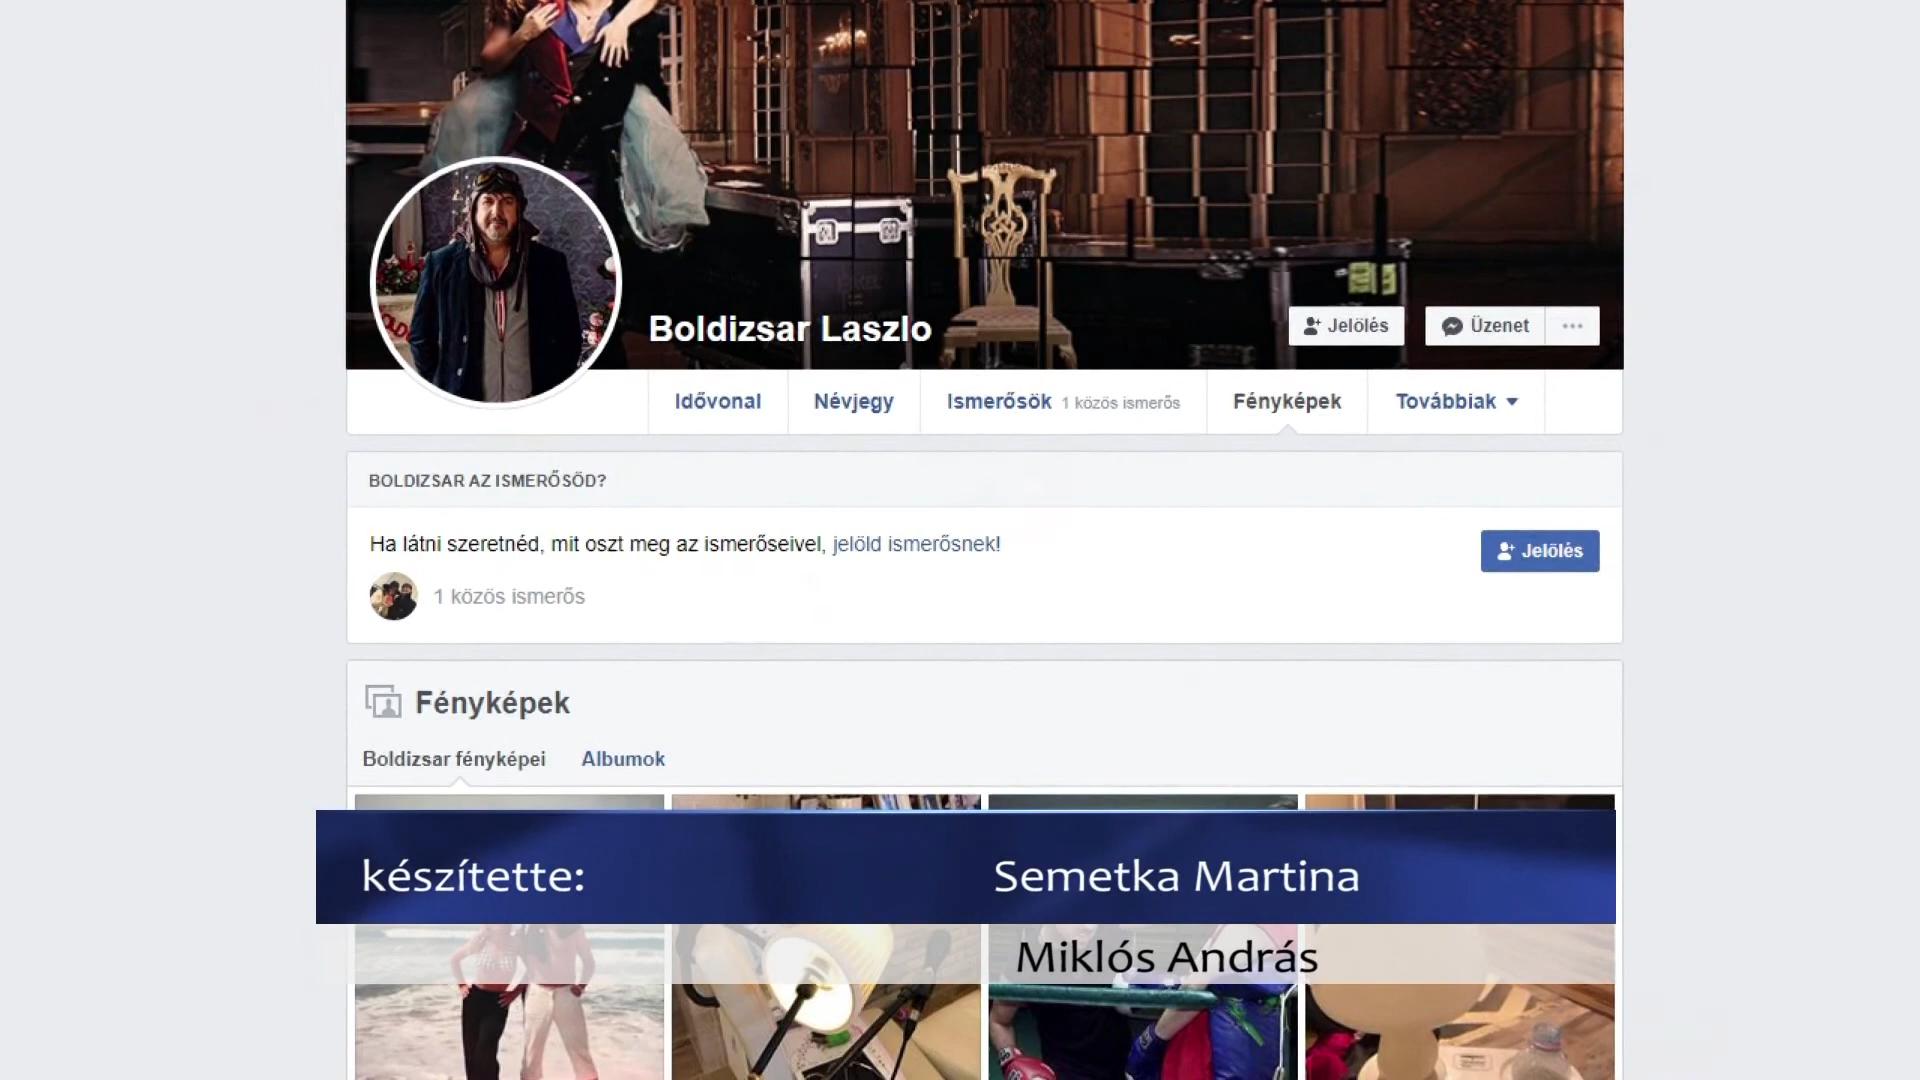 Boldizsar Laszlo
Jelölés
Üzenet
Idővonal
Névjegy
Ismerősök 1 közös ismerős
Fényképek
Továbbiak
BOLDIZSAR AZ ISMERŐSÖD?
Ha látni szeretnéd, mit oszt meg az ismerőseivel, jelöld ismerősnek!
Jelölés
1 közös ismerős
Fényképek
Boldizsar fényképei
Albumok
készítette:
Semetka Martina
Miklós András